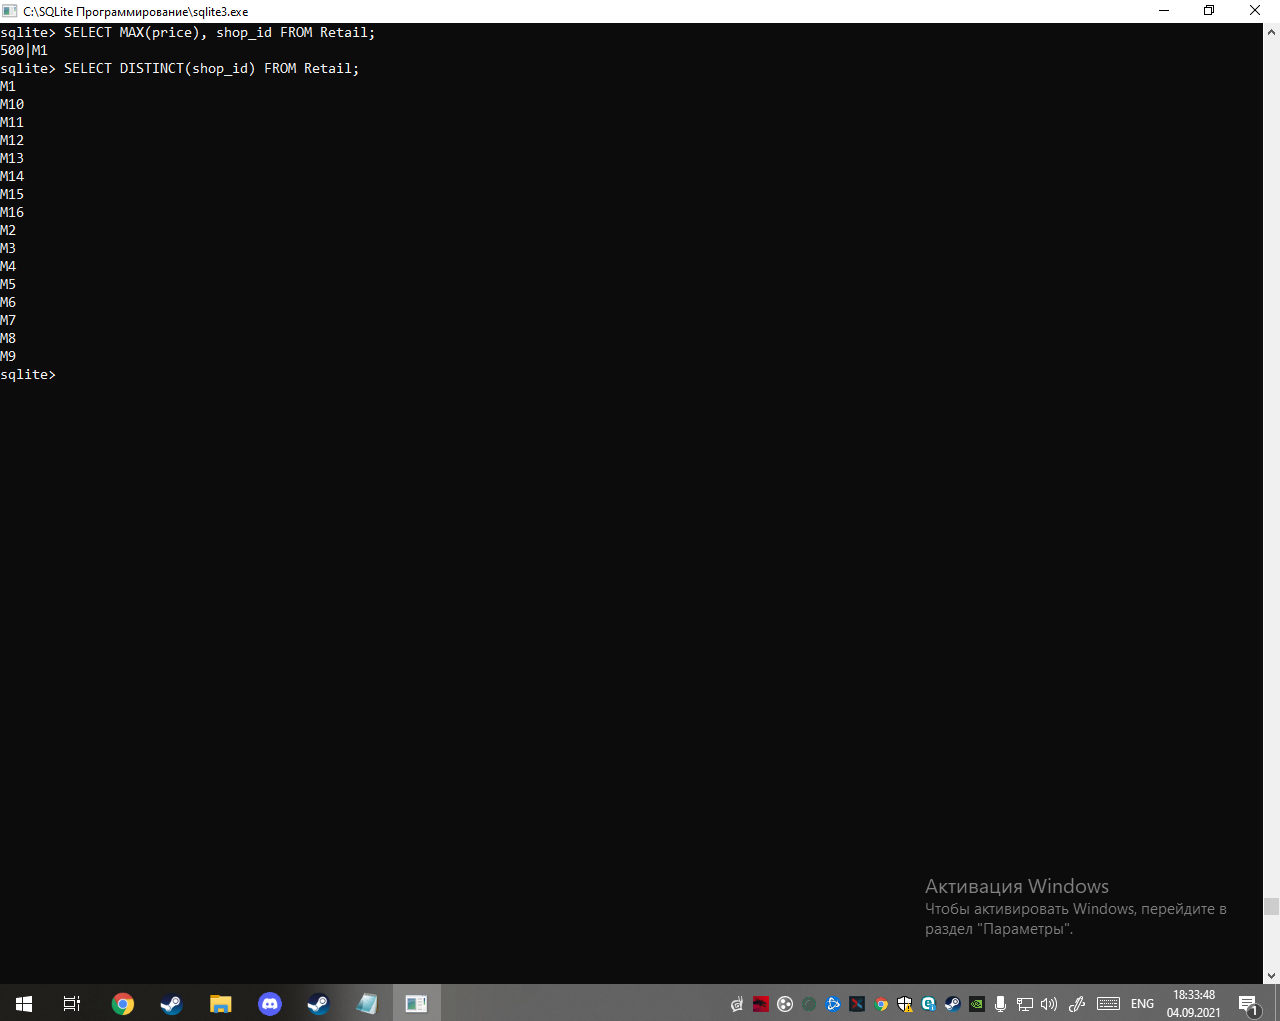 C:\SQLite Программирование\sqlite3.exe
sqlite> SELECT MAX(price), shop_id FROM Retail;
500|M1
sqlite> SELECT DISTINCT(shop_id) FROM Retail;
M1
M10
M11
M12
M13
M14
M15
M16
M2
M3
M4
M5
M6
M7
M8
M9
sqlite>
Активация Windows
Чтобы активировать Windows, перейдите в
раздел "Параметры".
ENG
18:33:48
04.09.2021
1